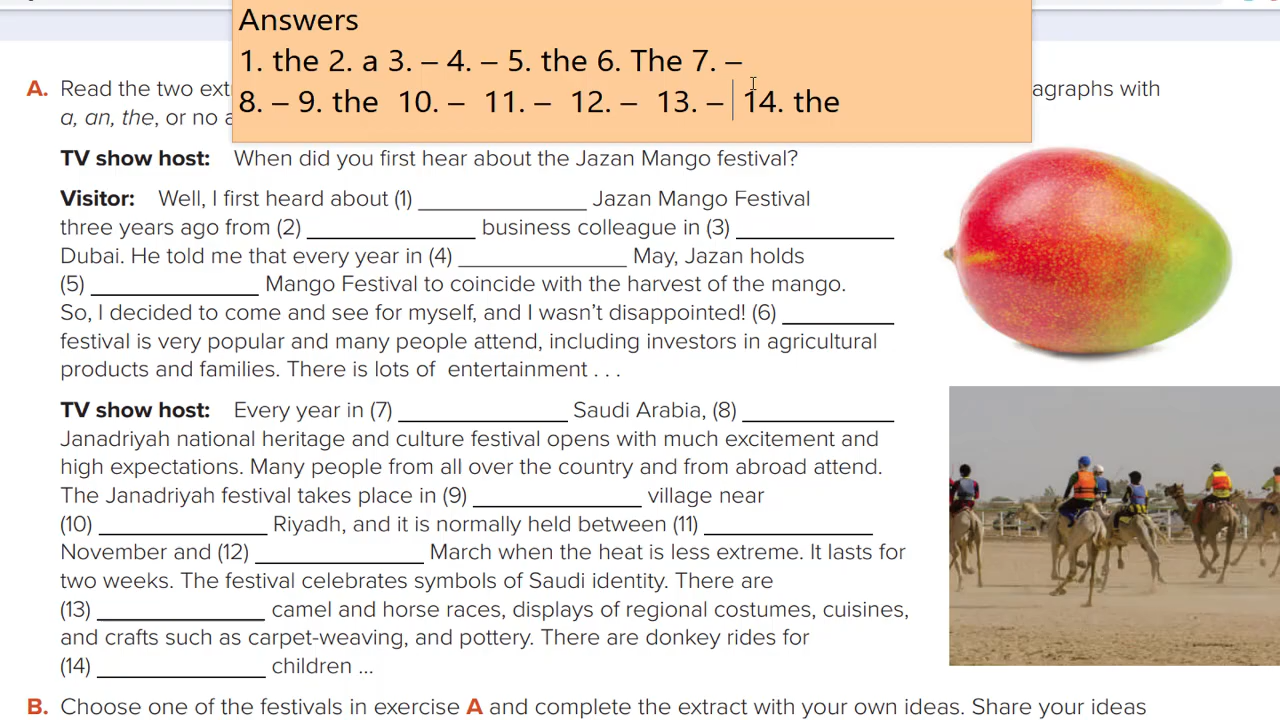 Answers
1. the 2. a 3. – 4. – 5. the 6. The 7. –
8. – 9. the 10. – 11. – 12. – 13. – 14. the
A. Read the two ext
agraphs with
a, an, the, or no a
TV show host: When did you first hear about the Jazan Mango festival?
Visitor: Well, I first heard about (1) ______________ Jazan Mango Festival
three years ago from (2) ______________ business colleague in (3) ______________
Dubai. He told me that every year in (4) ______________ May, Jazan holds
(5) ______________ Mango Festival to coincide with the harvest of the mango.
So, I decided to come and see for myself, and I wasn't disappointed! (6) __________
festival is very popular and many people attend, including investors in agricultural
products and families. There is lots of entertainment . . .
TV show host: Every year in (7) ______________ Saudi Arabia, (8) ______________
Janadriyah national heritage and culture festival opens with much excitement and
high expectations. Many people from all over the country and from abroad attend.
The Janadriyah festival takes place in (9) ______________ village near
(10) ______________ Riyadh, and it is normally held between (11) ______________
November and (12) ______________ March when the heat is less extreme. It lasts for
two weeks. The festival celebrates symbols of Saudi identity. There are
(13) ______________ camel and horse races, displays of regional costumes, cuisines,
and crafts such as carpet-weaving, and pottery. There are donkey rides for
(14) ______________ children ...
B. Choose one of the festivals in exercise A and complete the extract with your own ideas. Share your ideas